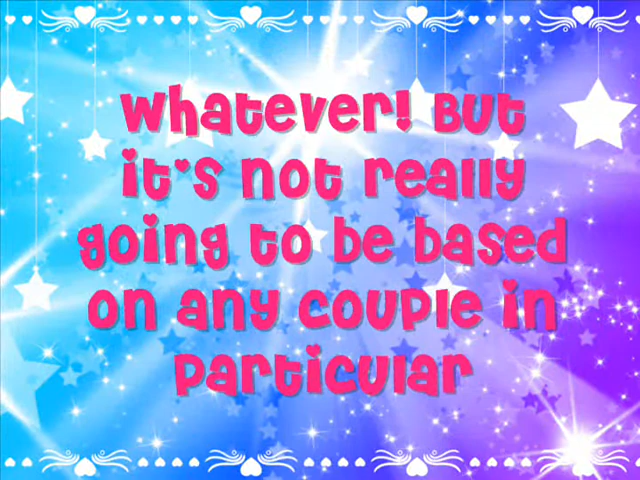 Whatever! But
it's not really
going to be based
on any couple in
particular